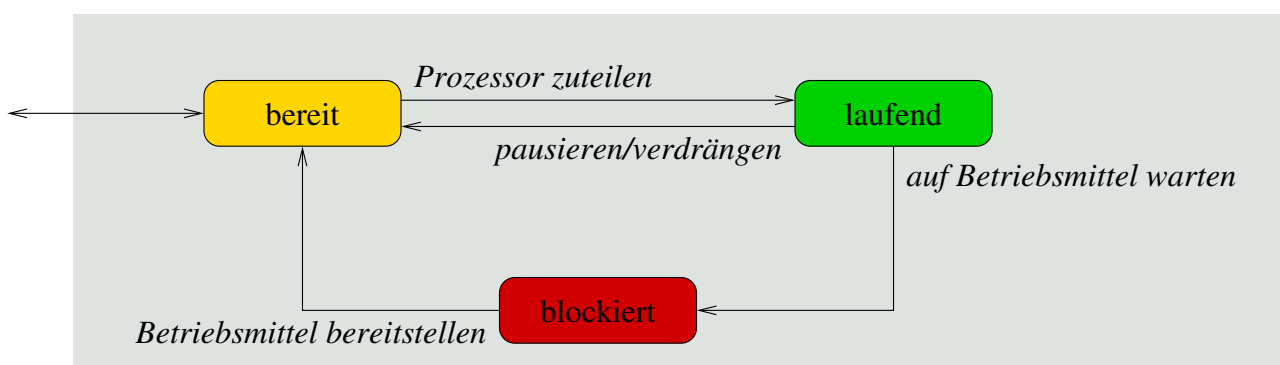 Prozessor zuteilen
bereit
laufend
pausieren/verdrängen
auf Betriebsmittel warten
blockiert
Betriebsmittel bereitstellen